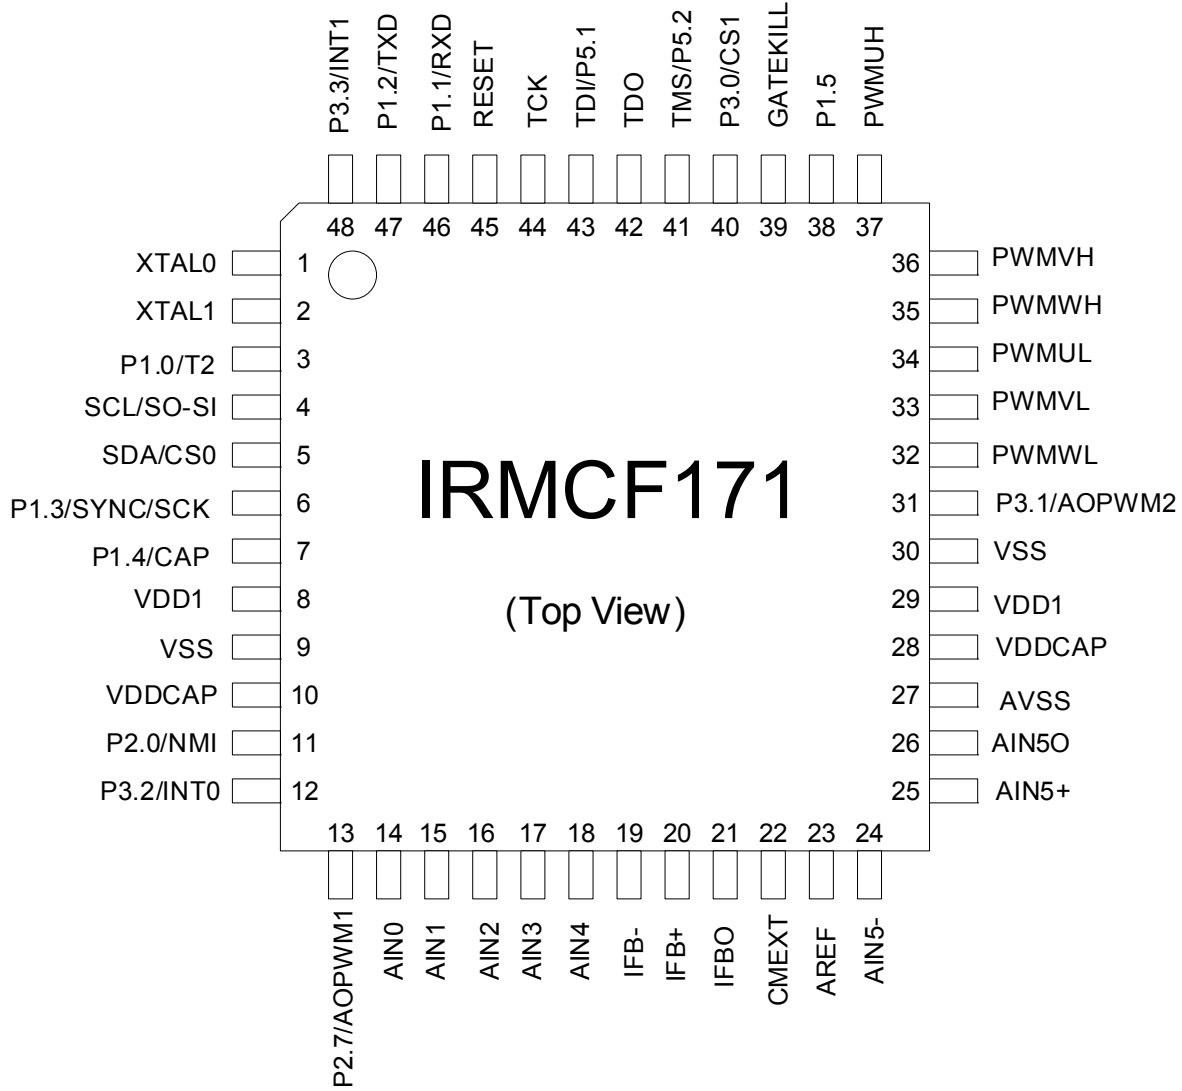 P3.3/INT1
P1.2/TXD
P1.1/RXD
RESET
TCK
TDI/P5.1
TDO
TMS/P5.2
P3.0/CS1
GATEKILL
P1.5
PWMUH
48 47 46 45 44 43 42 41 40 39 38 37
XTAL0 1
XTAL1 2
P1.0/T2 3
SCL/SO-SI 4
SDA/CS0 5
P1.3/SYNC/SCK 6
P1.4/CAP 7
VDD1 8
VSS 9
VDDCAP 10
P2.0/NMI 11
P3.2/INT0 12
IRMCF171
(Top View)
36 PWMVH
35 PWMWH
34 PWMUL
33 PWMVL
32 PWMWL
31 P3.1/AOPWM2
30 VSS
29 VDD1
28 VDDCAP
27 AVSS
26 AIN5O
25 AIN5+
13 14 15 16 17 18 19 20 21 22 23 24
P2.7/AOPWM1
AIN0
AIN1
AIN2
AIN3
AIN4
IFB-
IFB+
IFBO
CMEXT
AREF
AIN5-